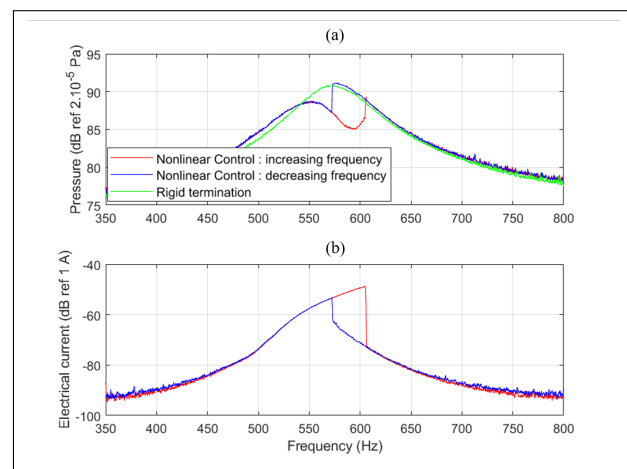 (a)
Pressure (dB ref 2.10⁻⁵ Pa)
95
90
85
80
75
Nonlinear Control : increasing frequency
Nonlinear Control : decreasing frequency
Rigid termination
350 400 450 500 550 600 650 700 750 800
(b)
Electrical current (dB ref 1 A)
-40
-60
-80
-100
350 400 450 500 550 600 650 700 750 800
Frequency (Hz)